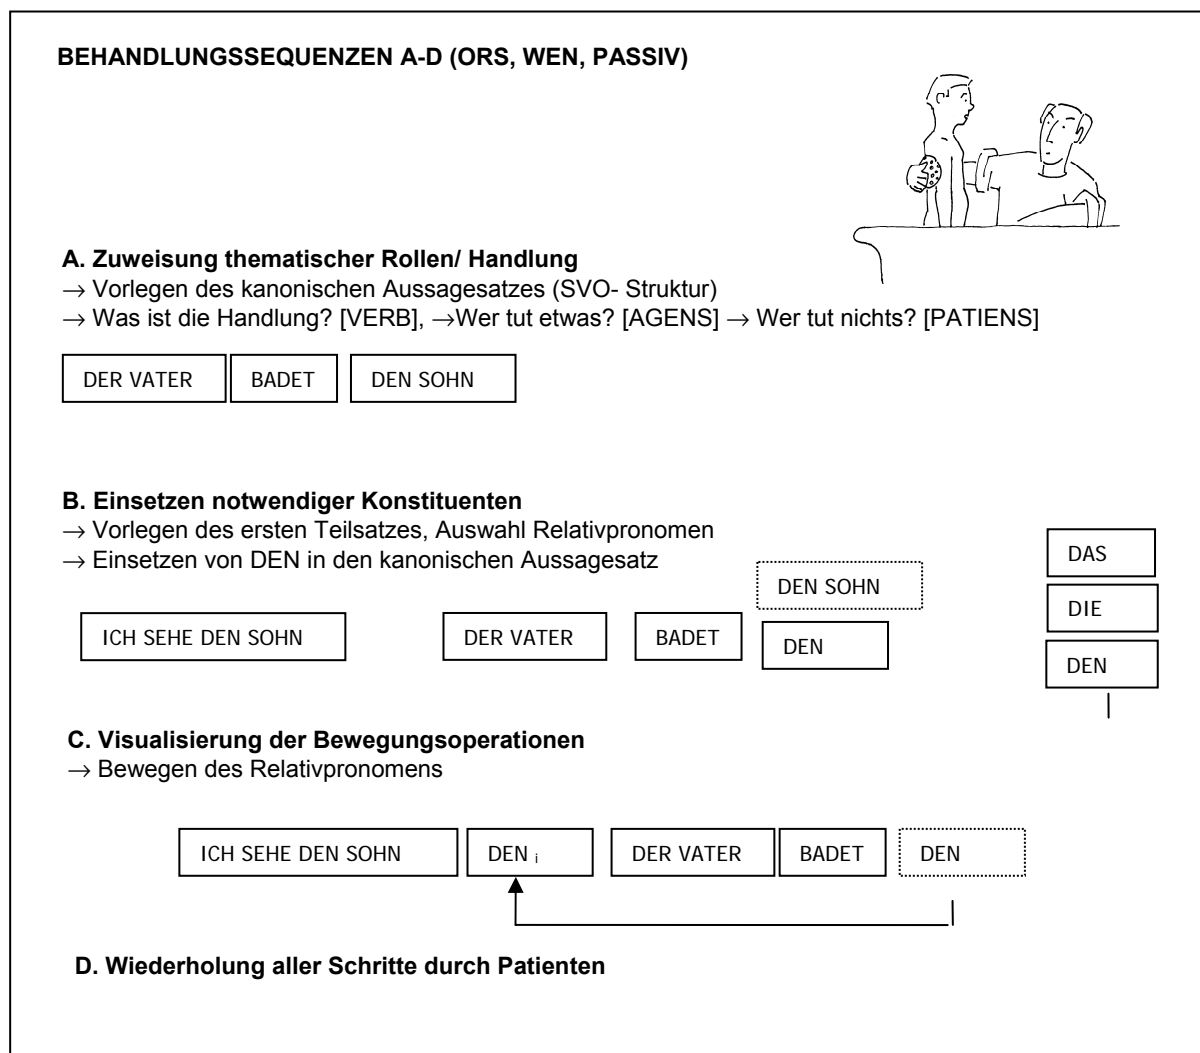 BEHANDLUNGSSEQUENZEN A-D (ORS, WEN, PASSIV)
A. Zuweisung thematischer Rollen/ Handlung
→ Vorlegen des kanonischen Aussagesatzes (SVO- Struktur)
→ Was ist die Handlung? [VERB], →Wer tut etwas? [AGENS] → Wer tut nichts? [PATIENS]
DER VATER BADET DEN SOHN
B. Einsetzen notwendiger Konstituenten
→ Vorlegen des ersten Teilsatzes, Auswahl Relativpronomen
→ Einsetzen von DEN in den kanonischen Aussagesatz
DEN SOHN
ICH SEHE DEN SOHN DER VATER BADET DEN
DAS
DIE
DEN
C. Visualisierung der Bewegungsoperationen
→ Bewegen des Relativpronomens
ICH SEHE DEN SOHN DEN i DER VATER BADET DEN
D. Wiederholung aller Schritte durch Patienten